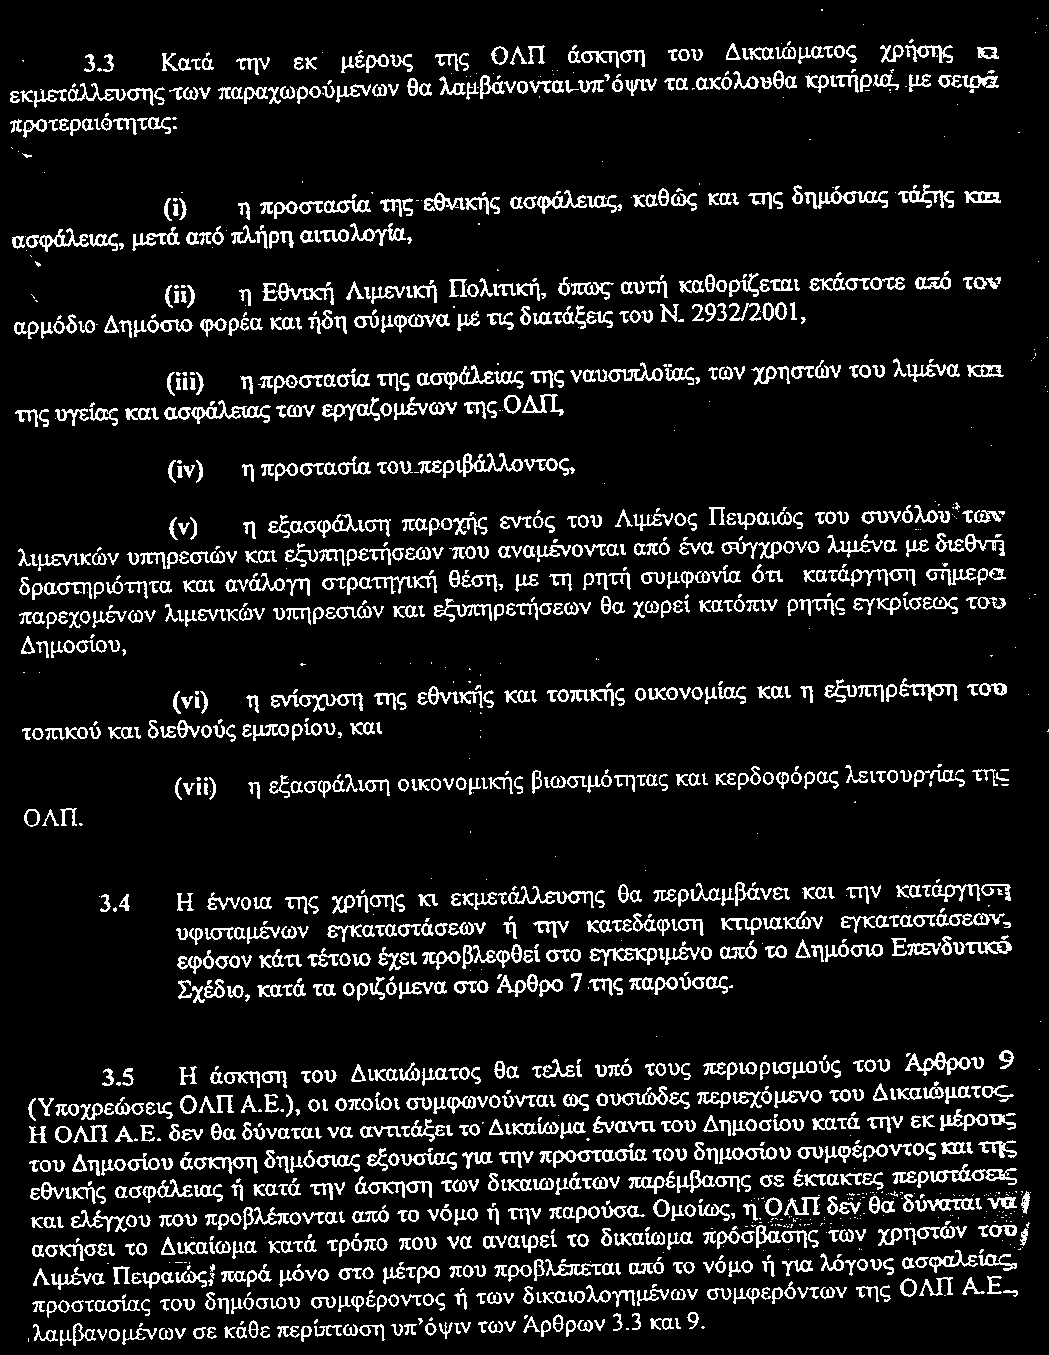 3.3 Κατά την εκ μέρους της ΟΛΠ άσκηση του Δικαιώματος χρήσης κι
εκμετάλλευσης των παραχωρούμενων θα λαμβάνονται υπ' όψιν τα ακόλουθα κριτήρια, με σειρά
προτεραιότητας:
(i) η προστασία της εθνικής ασφάλειας, καθώς και της δημόσιας τάξης και
ασφάλειας, μετά από πλήρη αιτιολογία,
(ii) η Εθνική Λιμενική Πολιτική, όπως αυτή καθορίζεται εκάστοτε από τον
αρμόδιο Δημόσιο φορέα και ήδη σύμφωνα με τις διατάξεις του Ν. 2932/2001,
(iii) η προστασία της ασφάλείας της ναυσιπλοΐας, των χρηστών του λιμένα και
της υγείας και ασφάλειας των εργαζομένων της ΟΛΠ,
(iv) η προστασία του περιβάλλοντος,
(v) η εξασφάλιση παροχής εντός του Λιμένος Πειραιώς του συνόλου των
λιμενικών υπηρεσιών και εξυπηρετήσεων που αναμένονται από ένα σύγχρονο λιμένα με διεθνή
δραστηριότητα και ανάλογη στρατηγική θέση, με τη ρητή συμφωνία ότι κατάργηση σήμερα
παρεχομένων λιμενικών υπηρεσιών και εξυπηρετήσεων θα χωρεί κατόπιν ρητής εγκρίσεως του
Δημοσίου,
(vi) η ενίσχυση της εθνικής και τοπικής οικονομίας και η εξυπηρέτηση του
τοπικού και διεθνούς εμπορίου, και
(vii) η εξασφάλιση οικονομικής βιωσιμότητας και κερδοφόρας λειτουργίας της
ΟΛΠ.
3.4 Η έννοια της χρήσης κι εκμετάλλευσης θα περιλαμβάνει και την κατάργηση
υφισταμένων εγκαταστάσεων ή την κατεδάφιση κτιριακών εγκαταστάσεων,
εφόσον κάτι τέτοιο έχει προβλεφθεί στο εγκεκριμένο από το Δημόσιο Επενδυτικό
Σχέδιο, κατά τα οριζόμενα στο Άρθρο 7 της παρούσας.
3.5 Η άσκηση του Δικαιώματος θα τελεί υπό τους περιορισμούς του Άρθρου 9
(Υποχρεώσεις ΟΛΠ Α.Ε.), οι οποίοι συμφωνούνται ως ουσιώδες περιεχόμενο του Δικαιώματος.
Η ΟΛΠ Α.Ε. δεν θα δύναται να αντιτάξει το Δικαίωμα έναντι του Δημοσίου κατά την εκ μέρους
του Δημοσίου άσκηση δημόσιας εξουσίας για την προστασία του δημοσίου συμφέροντος και της
εθνικής ασφάλειας ή κατά την άσκηση των δικαιωμάτων παρέμβασης σε έκτακτες περιστάσεις
και ελέγχου που προβλέπονται από το νόμο ή την παρούσα. Ομοίως, η ΟΛΠ δεν θα δύναται να
ασκήσει το Δικαίωμα κατά τρόπο που να αναιρεί το δικαίωμα πρόσβασης των χρηστών του
Λιμένα Πειραιώς, παρά μόνο στο μέτρο που προβλέπεται από το νόμο ή για λόγους ασφαλείας,
προστασίας του δημόσιου συμφέροντος ή των δικαιολογημένων συμφερόντων της ΟΛΠ Α.Ε.,
λαμβανομένων σε κάθε περίπτωση υπ' όψιν των Άρθρων 3.3 και 9.